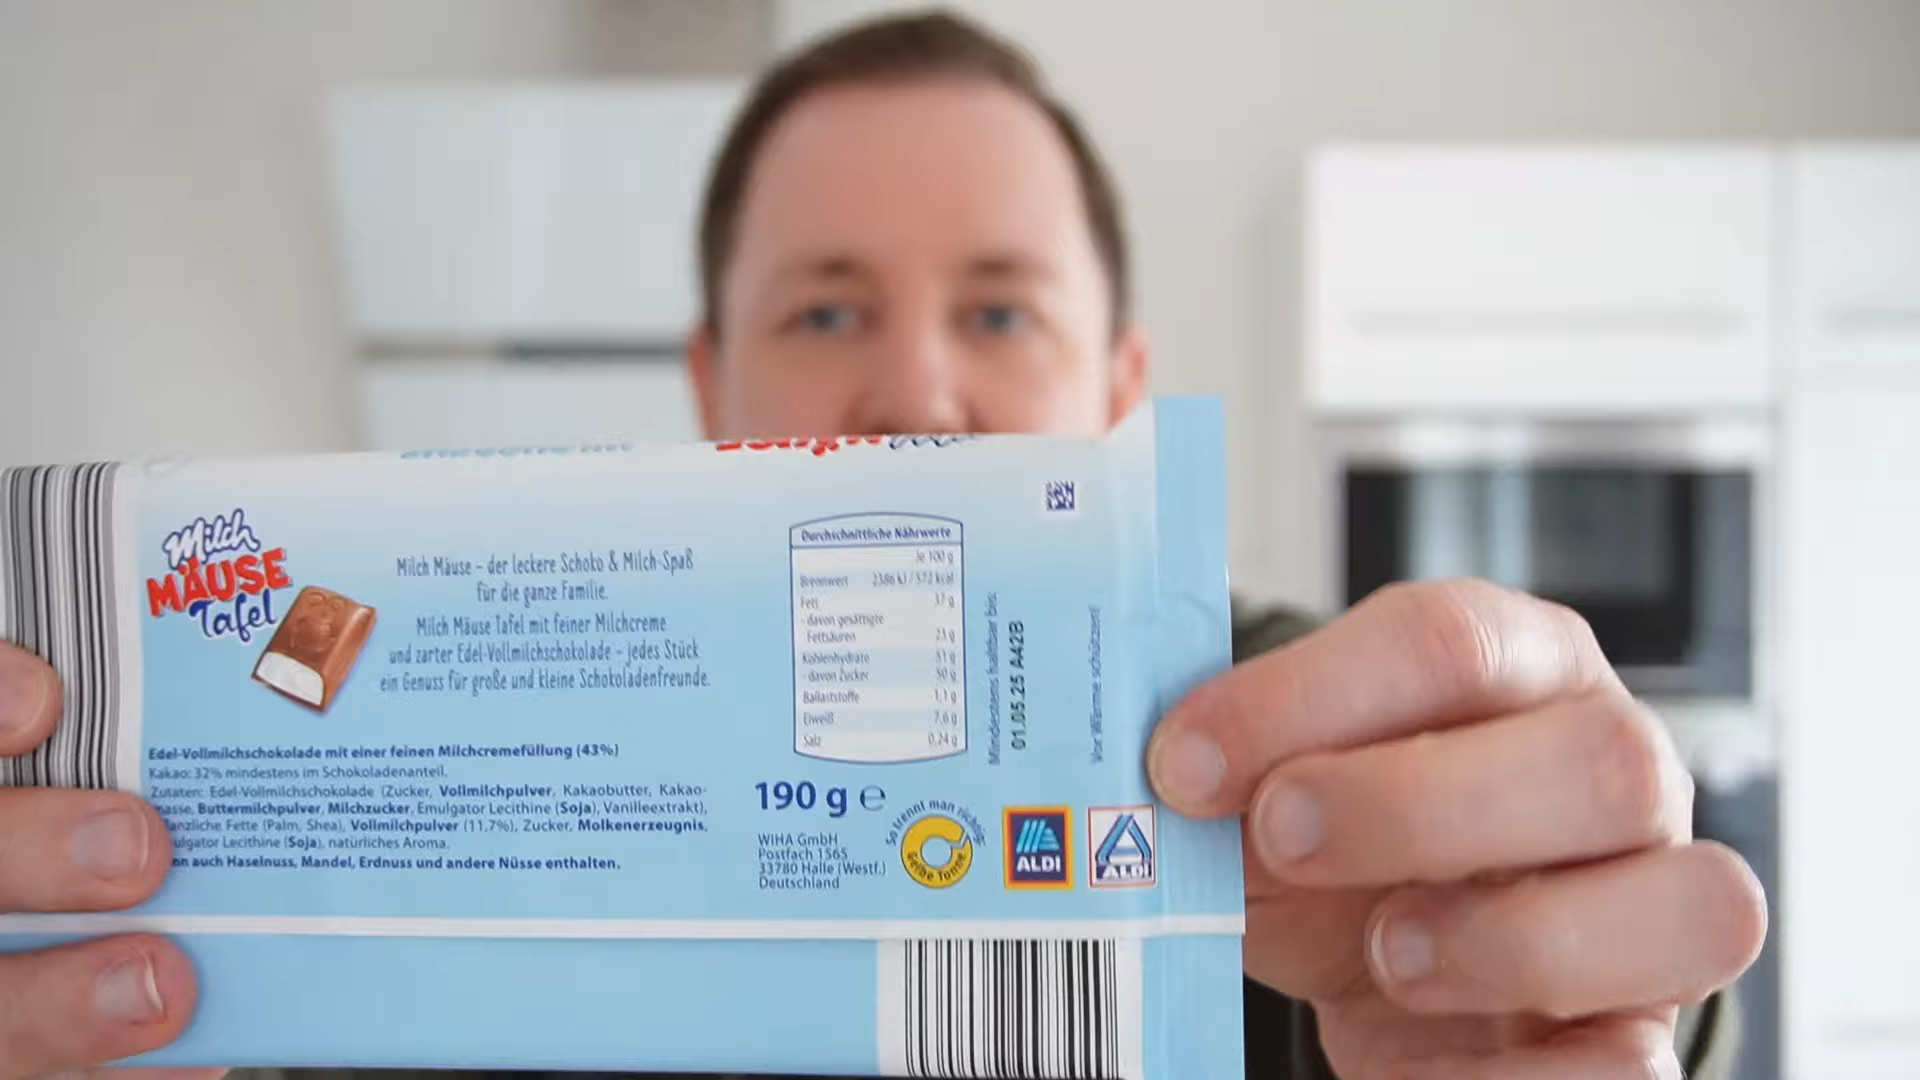 Milch
MÄUSE
Tafel
Milch Mäuse – der leckere Schoko & Milch-Spaß
für die ganze Familie.
Milch Mäuse Tafel mit feiner Milchcreme
und zarter Edel-Vollmilchschokolade – jedes Stück
ein Genuss für große und kleine Schokoladenfreunde.
Edel-Vollmilchschokolade mit einer feinen Milchcremefüllung (43%)
Kakao: 32% mindestens im Schokoladenanteil.
Zutaten: Edel-Vollmilchschokolade (Zucker, Vollmilchpulver, Kakaobutter, Kakao-
masse, Buttermilchpulver, Milchzucker, Emulgator Lecithine (Soja), Vanilleextrakt),
Fette (Palm, Shea), Vollmilchpulver (11,7%), Zucker, Molkenerzeugnis,
Lecithine (Soja), natürliches Aroma.
auch Haselnuss, Mandel, Erdnuss und andere Nüsse enthalten.
Durchschnittliche Nährwerte
Je 100 g
Brennwert 2386 kJ / 572 kcal
Fett 37 g
- davon gesättigte
Fettsäuren 21 g
Kohlenhydrate 51 g
- davon Zucker 50 g
Ballaststoffe 1,1 g
Eiweiß 7,6 g
Salz 0,24 g
190 g e
WIHA GmbH
Postfach 1565
33780 Halle (Westf.)
Deutschland
So trennt man richtig:
Gelbe Tonne
ALDI
ALDI
Mindestens haltbar bis:
01.05.25 A42B
Vor Wärme schützen!